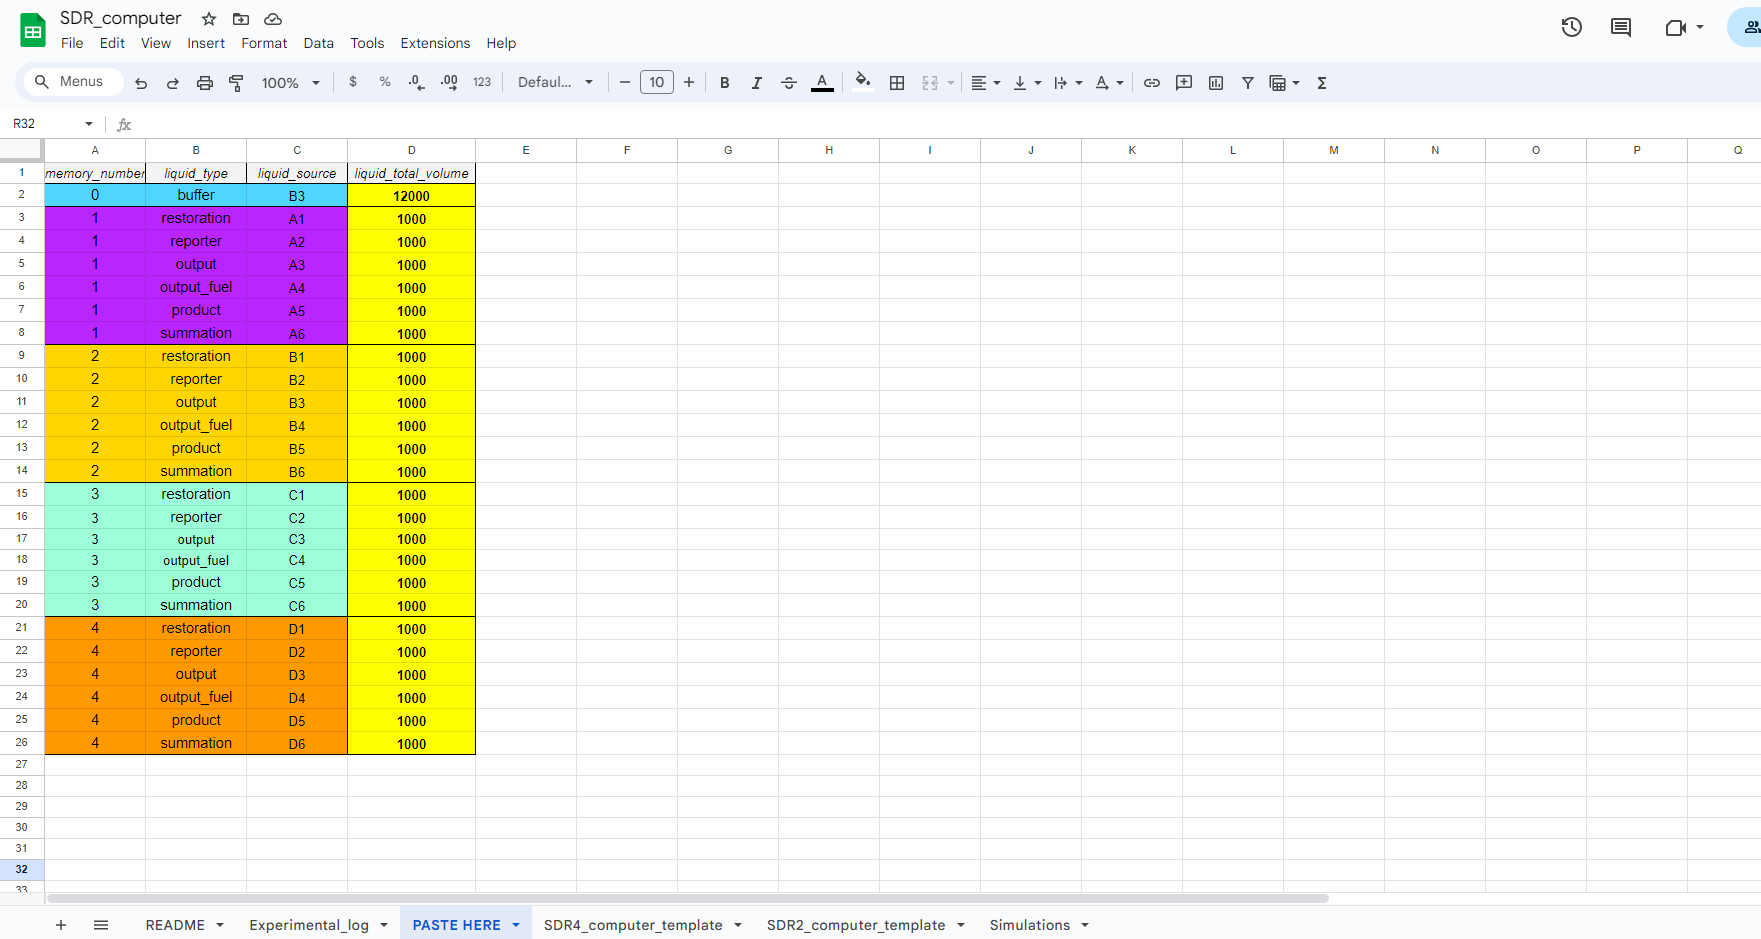 SDR_computer
File Edit View Insert Format Data Tools Extensions Help
Menus 100% $ % .0 .00 123 Defaul... 10 B I A Σ
R32 fx
A B C D E F G H I J K L M N O P Q
1 memory_number liquid_type liquid_source liquid_total_volume
2 0 buffer B3 12000
3 1 restoration A1 1000
4 1 reporter A2 1000
5 1 output A3 1000
6 1 output_fuel A4 1000
7 1 product A5 1000
8 1 summation A6 1000
9 2 restoration B1 1000
10 2 reporter B2 1000
11 2 output B3 1000
12 2 output_fuel B4 1000
13 2 product B5 1000
14 2 summation B6 1000
15 3 restoration C1 1000
16 3 reporter C2 1000
17 3 output C3 1000
18 3 output_fuel C4 1000
19 3 product C5 1000
20 3 summation C6 1000
21 4 restoration D1 1000
22 4 reporter D2 1000
23 4 output D3 1000
24 4 output_fuel D4 1000
25 4 product D5 1000
26 4 summation D6 1000
27
28
29
30
31
32
33
+ README Experimental_log PASTE HERE SDR4_computer_template SDR2_computer_template Simulations